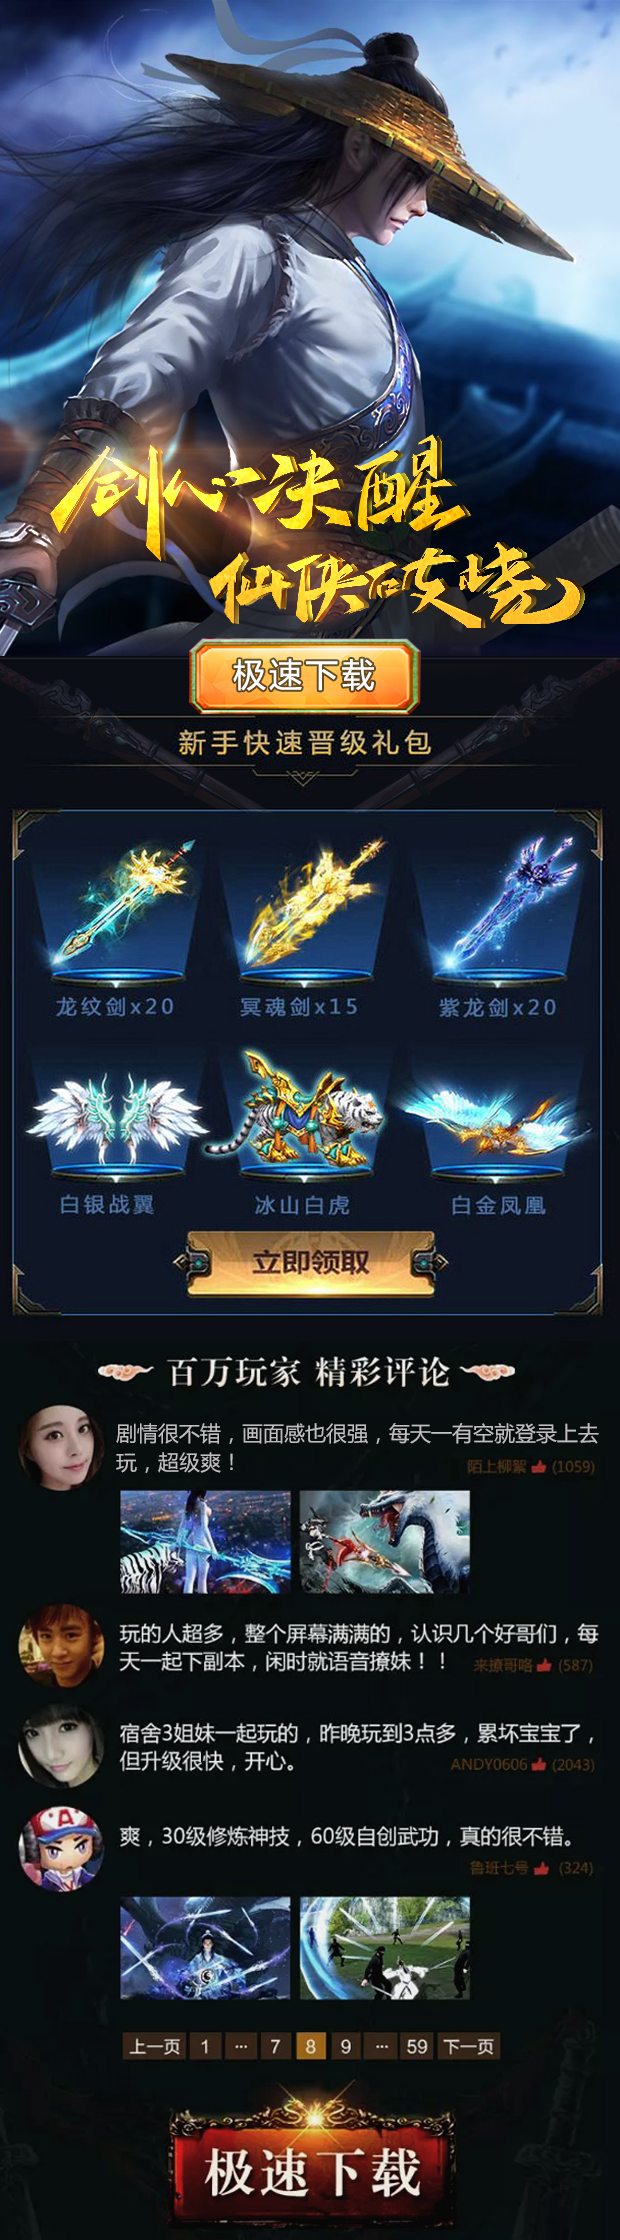 剑心决醒
仙侠破晓
极速下载
新手快速晋级礼包
龙纹剑x20
冥魂剑x15
紫龙剑x20
白银战翼
冰山白虎
白金凤凰
立即领取
百万玩家 精彩评论
剧情很不错，画面感也很强，每天一有空就登录上去
玩，超级爽！
陌上柳絮 (1059)
玩的人超多，整个屏幕满满的，认识几个好哥们，每
天一起下副本，闲时就语音撩妹！！
来撩哥咯 (587)
宿舍3姐妹一起玩的，昨晚玩到3点多，累坏宝宝了，
但升级很快，开心。
ANDY0606 (2043)
A
爽，30级修炼神技，60级自创武功，真的很不错。
鲁班七号 (324)
上一页 1 ... 7 8 9 ... 59 下一页
极速下载